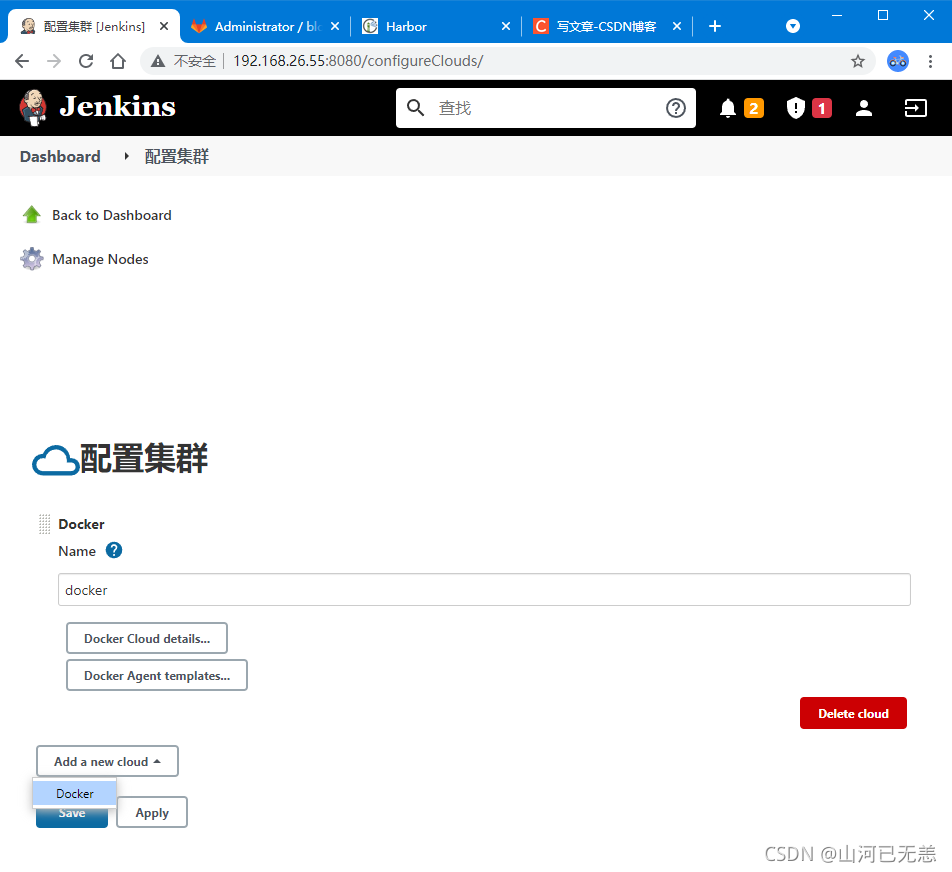 配置集群 [Jenkins]
Administrator / blo
Harbor
写文章-CSDN博客
不安全
192.168.26.55:8080/configureClouds/
Jenkins
查找
2
1
Dashboard
配置集群
Back to Dashboard
Manage Nodes
配置集群
Docker
Name
docker
Docker Cloud details...
Docker Agent templates...
Delete cloud
Add a new cloud
Docker
Save
Apply
CSDN @山河已无恙